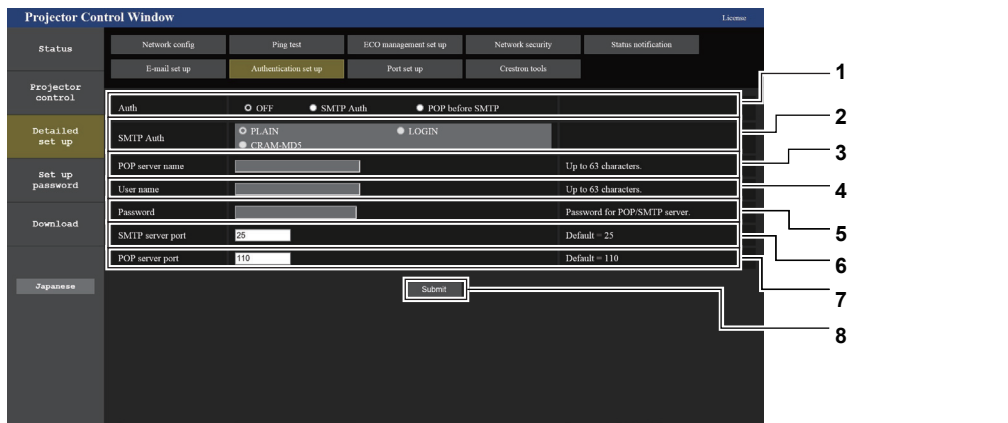 Projector Control Window License
Status
Network config Ping test ECO management set up Network security Status notification
E-mail set up Authentication set up Port set up Crestron tools
Projector
control
Detailed
set up
Set up
password
Download
Japanese
Auth OFF SMTP Auth POP before SMTP
SMTP Auth PLAIN LOGIN
CRAM-MD5
POP server name Up to 63 characters.
User name Up to 63 characters.
Password Password for POP/SMTP server.
SMTP server port 25 Default = 25
POP server port 110 Default = 110
Submit
1
2
3
4
5
6
7
8